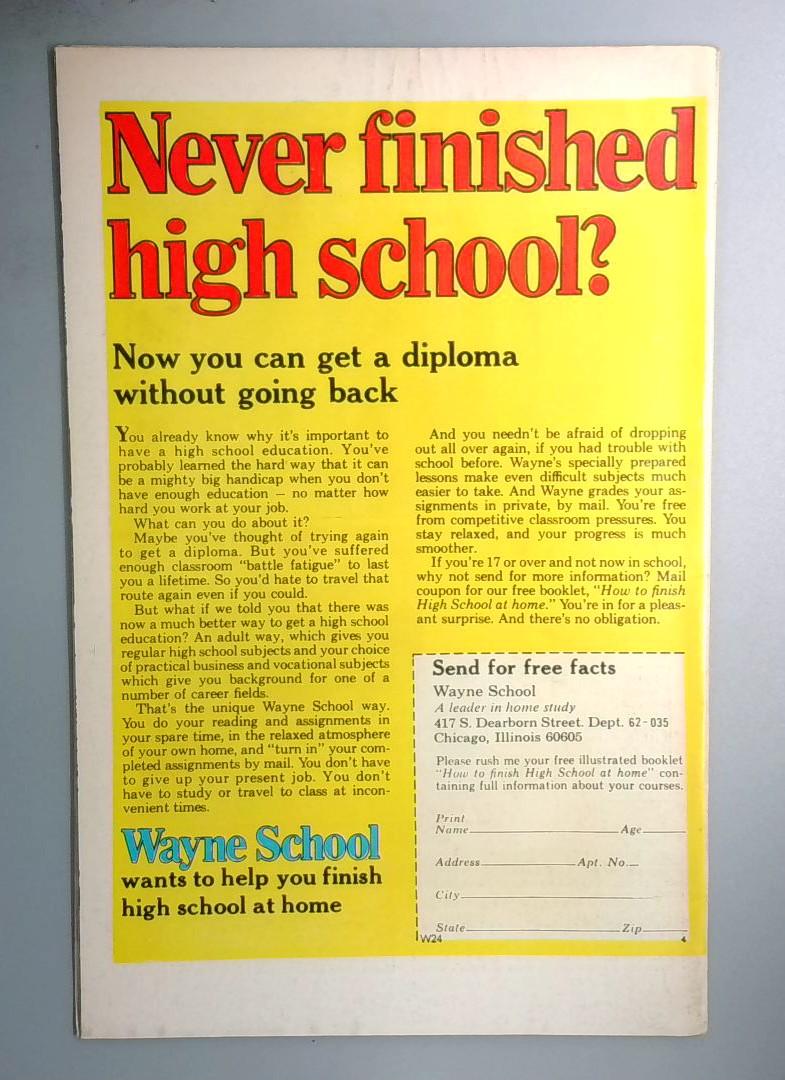 Never finished
high school?
Now you can get a diploma
without going back
You already know why it's important to
have a high school education. You've
probably learned the hard way that it can
be a mighty big handicap when you don't
have enough education — no matter how
hard you work at your job.
What can you do about it?
Maybe you've thought of trying again
to get a diploma. But you've suffered
enough classroom "battle fatigue" to last
you a lifetime. So you'd hate to travel that
route again even if you could.
But what if we told you that there was
now a much better way to get a high school
education? An adult way, which gives you
regular high school subjects and your choice
of practical business and vocational subjects
which give you background for one of a
number of career fields.
That's the unique Wayne School way.
You do your reading and assignments in
your spare time, in the relaxed atmosphere
of your own home, and "turn in" your com-
pleted assignments by mail. You don't have
to give up your present job. You don't
have to study or travel to class at incon-
venient times.
Wayne School
wants to help you finish
high school at home
And you needn't be afraid of dropping
out all over again, if you had trouble with
school before. Wayne's specially prepared
lessons make even difficult subjects much
easier to take. And Wayne grades your as-
signments in private, by mail. You're free
from competitive classroom pressures. You
stay relaxed, and your progress is much
smoother.
If you're 17 or over and not now in school,
why not send for more information? Mail
coupon for our free booklet, "How to finish
High School at home." You're in for a pleas-
ant surprise. And there's no obligation.
Send for free facts
Wayne School
A leader in home study
417 S. Dearborn Street. Dept. 62-035
Chicago, Illinois 60605
Please rush me your free illustrated booklet
"How to finish High School at home" con-
taining full information about your courses.
Print
Name Age
Address Apt. No.
City
State Zip
W24 4